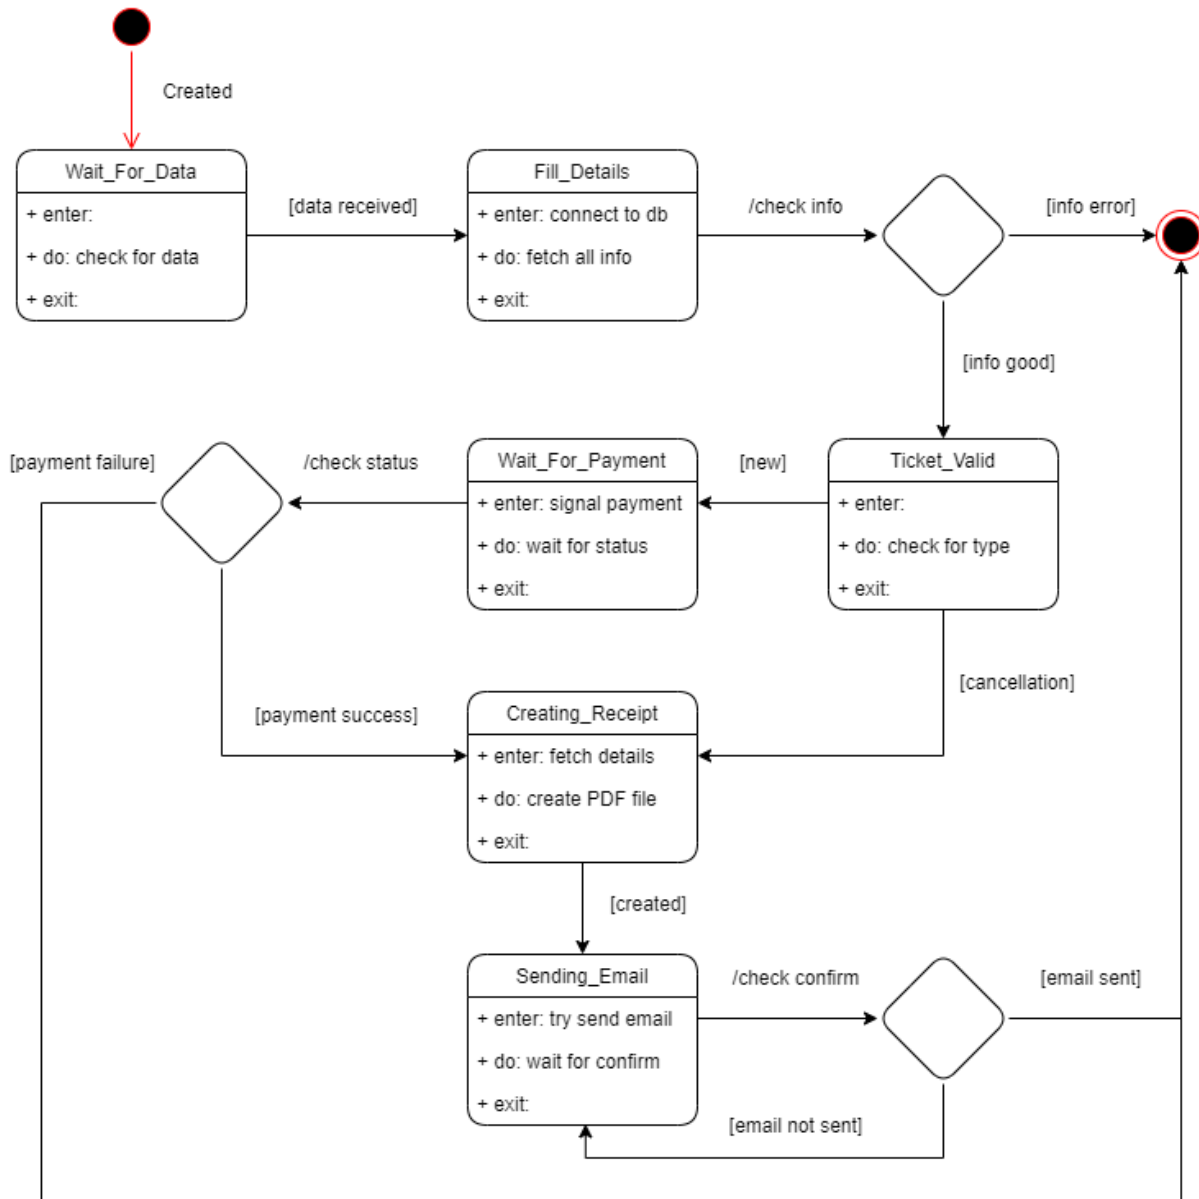 Created
Wait_For_Data
+ enter:
+ do: check for data
+ exit:
[data received]
Fill_Details
+ enter: connect to db
+ do: fetch all info
+ exit:
/check info
[info error]
[info good]
[payment failure]
/check status
Wait_For_Payment
+ enter: signal payment
+ do: wait for status
+ exit:
[new]
Ticket_Valid
+ enter:
+ do: check for type
+ exit:
[cancellation]
[payment success]
Creating_Receipt
+ enter: fetch details
+ do: create PDF file
+ exit:
[created]
Sending_Email
+ enter: try send email
+ do: wait for confirm
+ exit:
/check confirm
[email sent]
[email not sent]